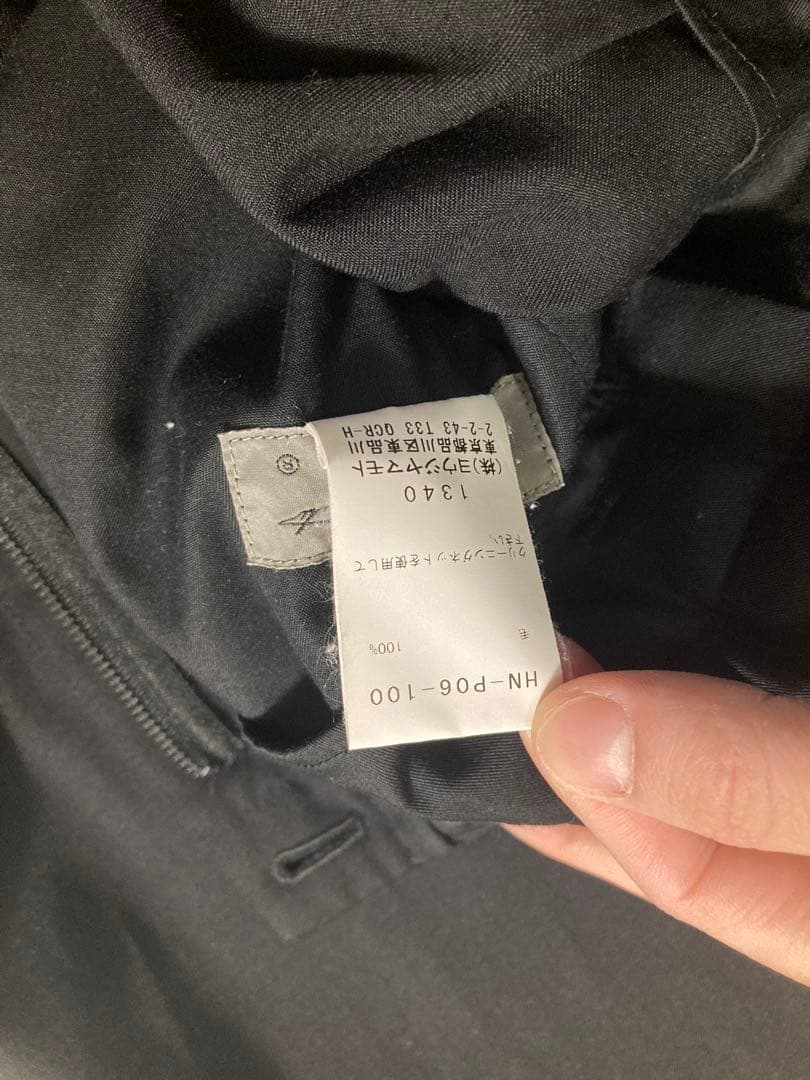 HN-P06-100
毛 100%
クリーニングネットを使用して
下さい。
1340
(株)ヨウジヤマモト
東京都品川区東品川
2-2-43 T33 QCR-H
®